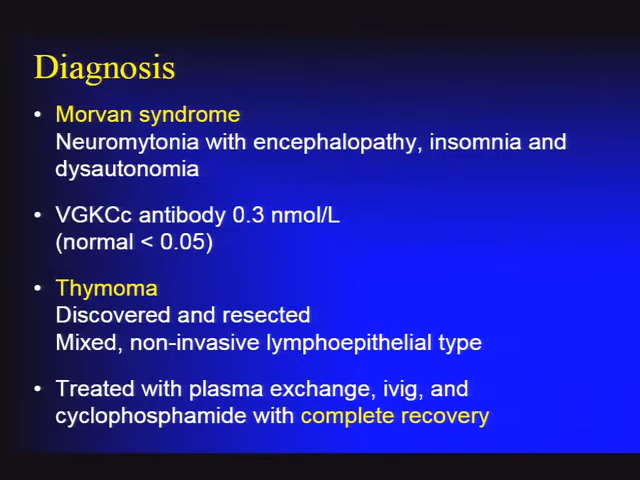 Diagnosis
• Morvan syndrome
Neuromytonia with encephalopathy, insomnia and
dysautonomia
• VGKCc antibody 0.3 nmol/L
(normal < 0.05)
• Thymoma
Discovered and resected
Mixed, non-invasive lymphoepithelial type
• Treated with plasma exchange, ivig, and
cyclophosphamide with complete recovery